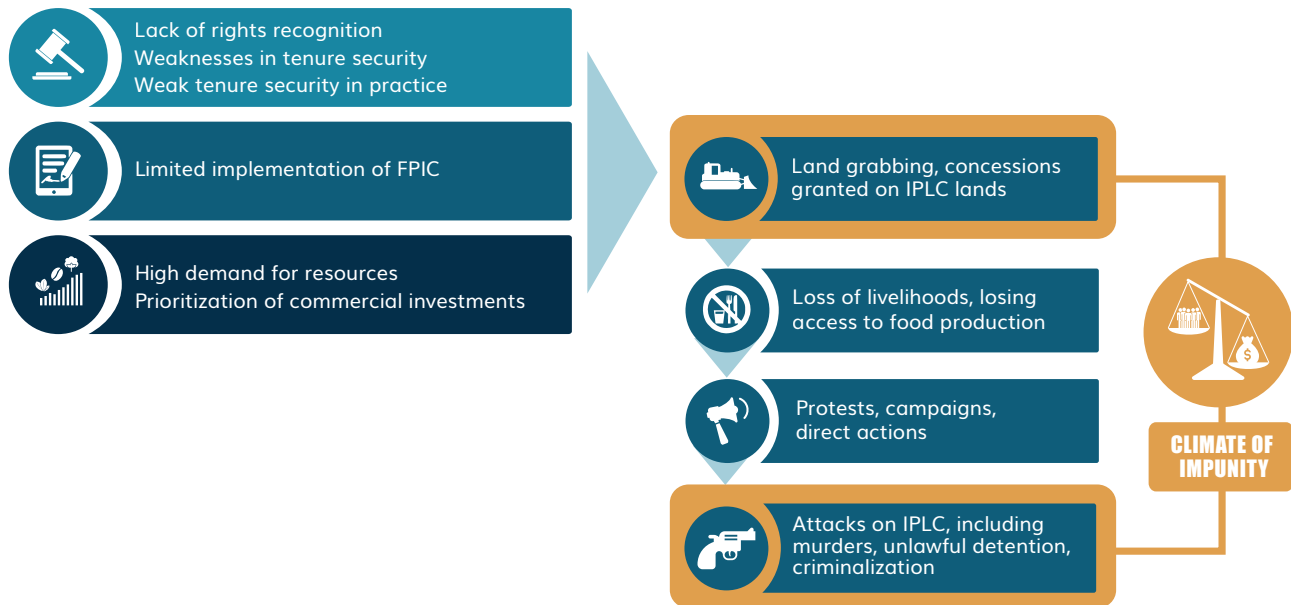 Lack of rights recognition
Weaknesses in tenure security
Weak tenure security in practice
Limited implementation of FPIC
High demand for resources
Prioritization of commercial investments
Land grabbing, concessions
granted on IPLC lands
Loss of livelihoods, losing
access to food production
Protests, campaigns,
direct actions
Attacks on IPLC, including
murders, unlawful detention,
criminalization
$
CLIMATE OF
IMPUNITY